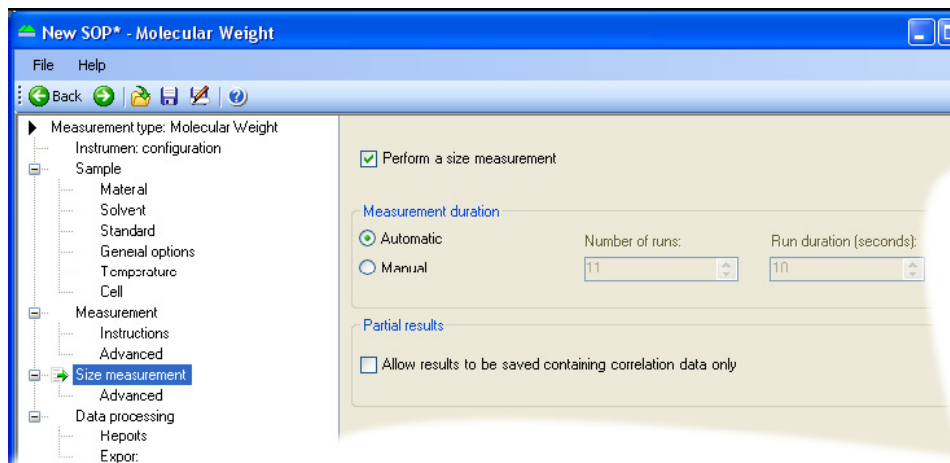 New SOP* - Molecular Weight
File Help
Back
Measurement type: Molecular Weight
Instrumen: configuration
Sample
Materal
Solvent
Standard
General options
Temperature
Cell
Measurement
Instructions
Advanced
Size measurement
Advanced
Data processing
Reports
Expor:
Perform a size measurement
Measurement duration
Automatic
Manual
Number of runs:
11
Run duration (seconds):
10
Partial results
Allow results to be saved containing correlation data only